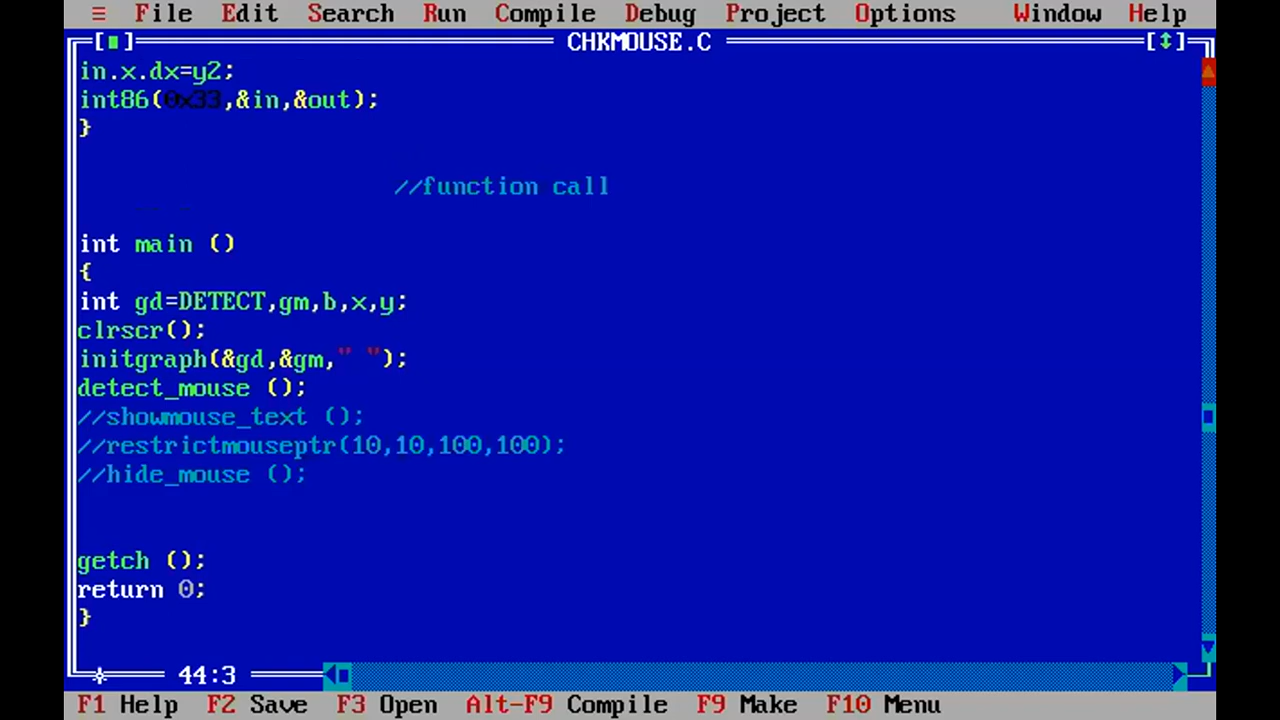 ≡ File Edit Search Run Compile Debug Project Options Window Help
[■] CHKMOUSE.C [↕]
in.x.dx=y2;
int86(0x33,&in,&out);
}
//function call
int main ()
{
int gd=DETECT,gm,b,x,y;
clrscr();
initgraph(&gd,&gm," ");
detect_mouse ();
//showmouse_text ();
//restrictmouseptr(10,10,100,100);
//hide_mouse ();
getch ();
return 0;
}
44:3
F1 Help F2 Save F3 Open Alt-F9 Compile F9 Make F10 Menu